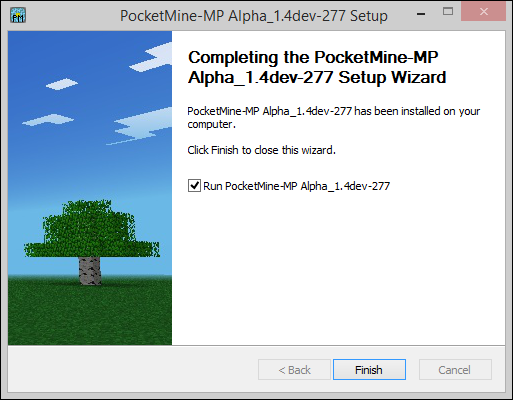 PocketMine-MP Alpha_1.4dev-277 Setup
Completing the PocketMine-MP
Alpha_1.4dev-277 Setup Wizard
PocketMine-MP Alpha_1.4dev-277 has been installed on your
computer.
Click Finish to close this wizard.
Run PocketMine-MP Alpha_1.4dev-277
< Back
Finish
Cancel